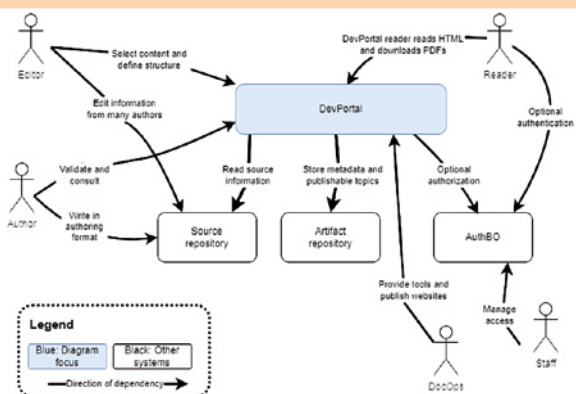 Editor
Select content and
define structure
DevPortal reader reads HTML
and downloads PDFs
Reader
Edit information
from many authors
DevPortal
Optional
authentication
Validate and
consult
Read source
information
Store metadata and
publishable topics
Optional
authorization
Author
Write in
authoring
format
Source
repository
Artifact
repository
AuthBO
Provide tools and
publish websites
Manage
access
Legend
Blue: Diagram
focus
Black: Other
systems
Direction of dependency
DocOps
Staff